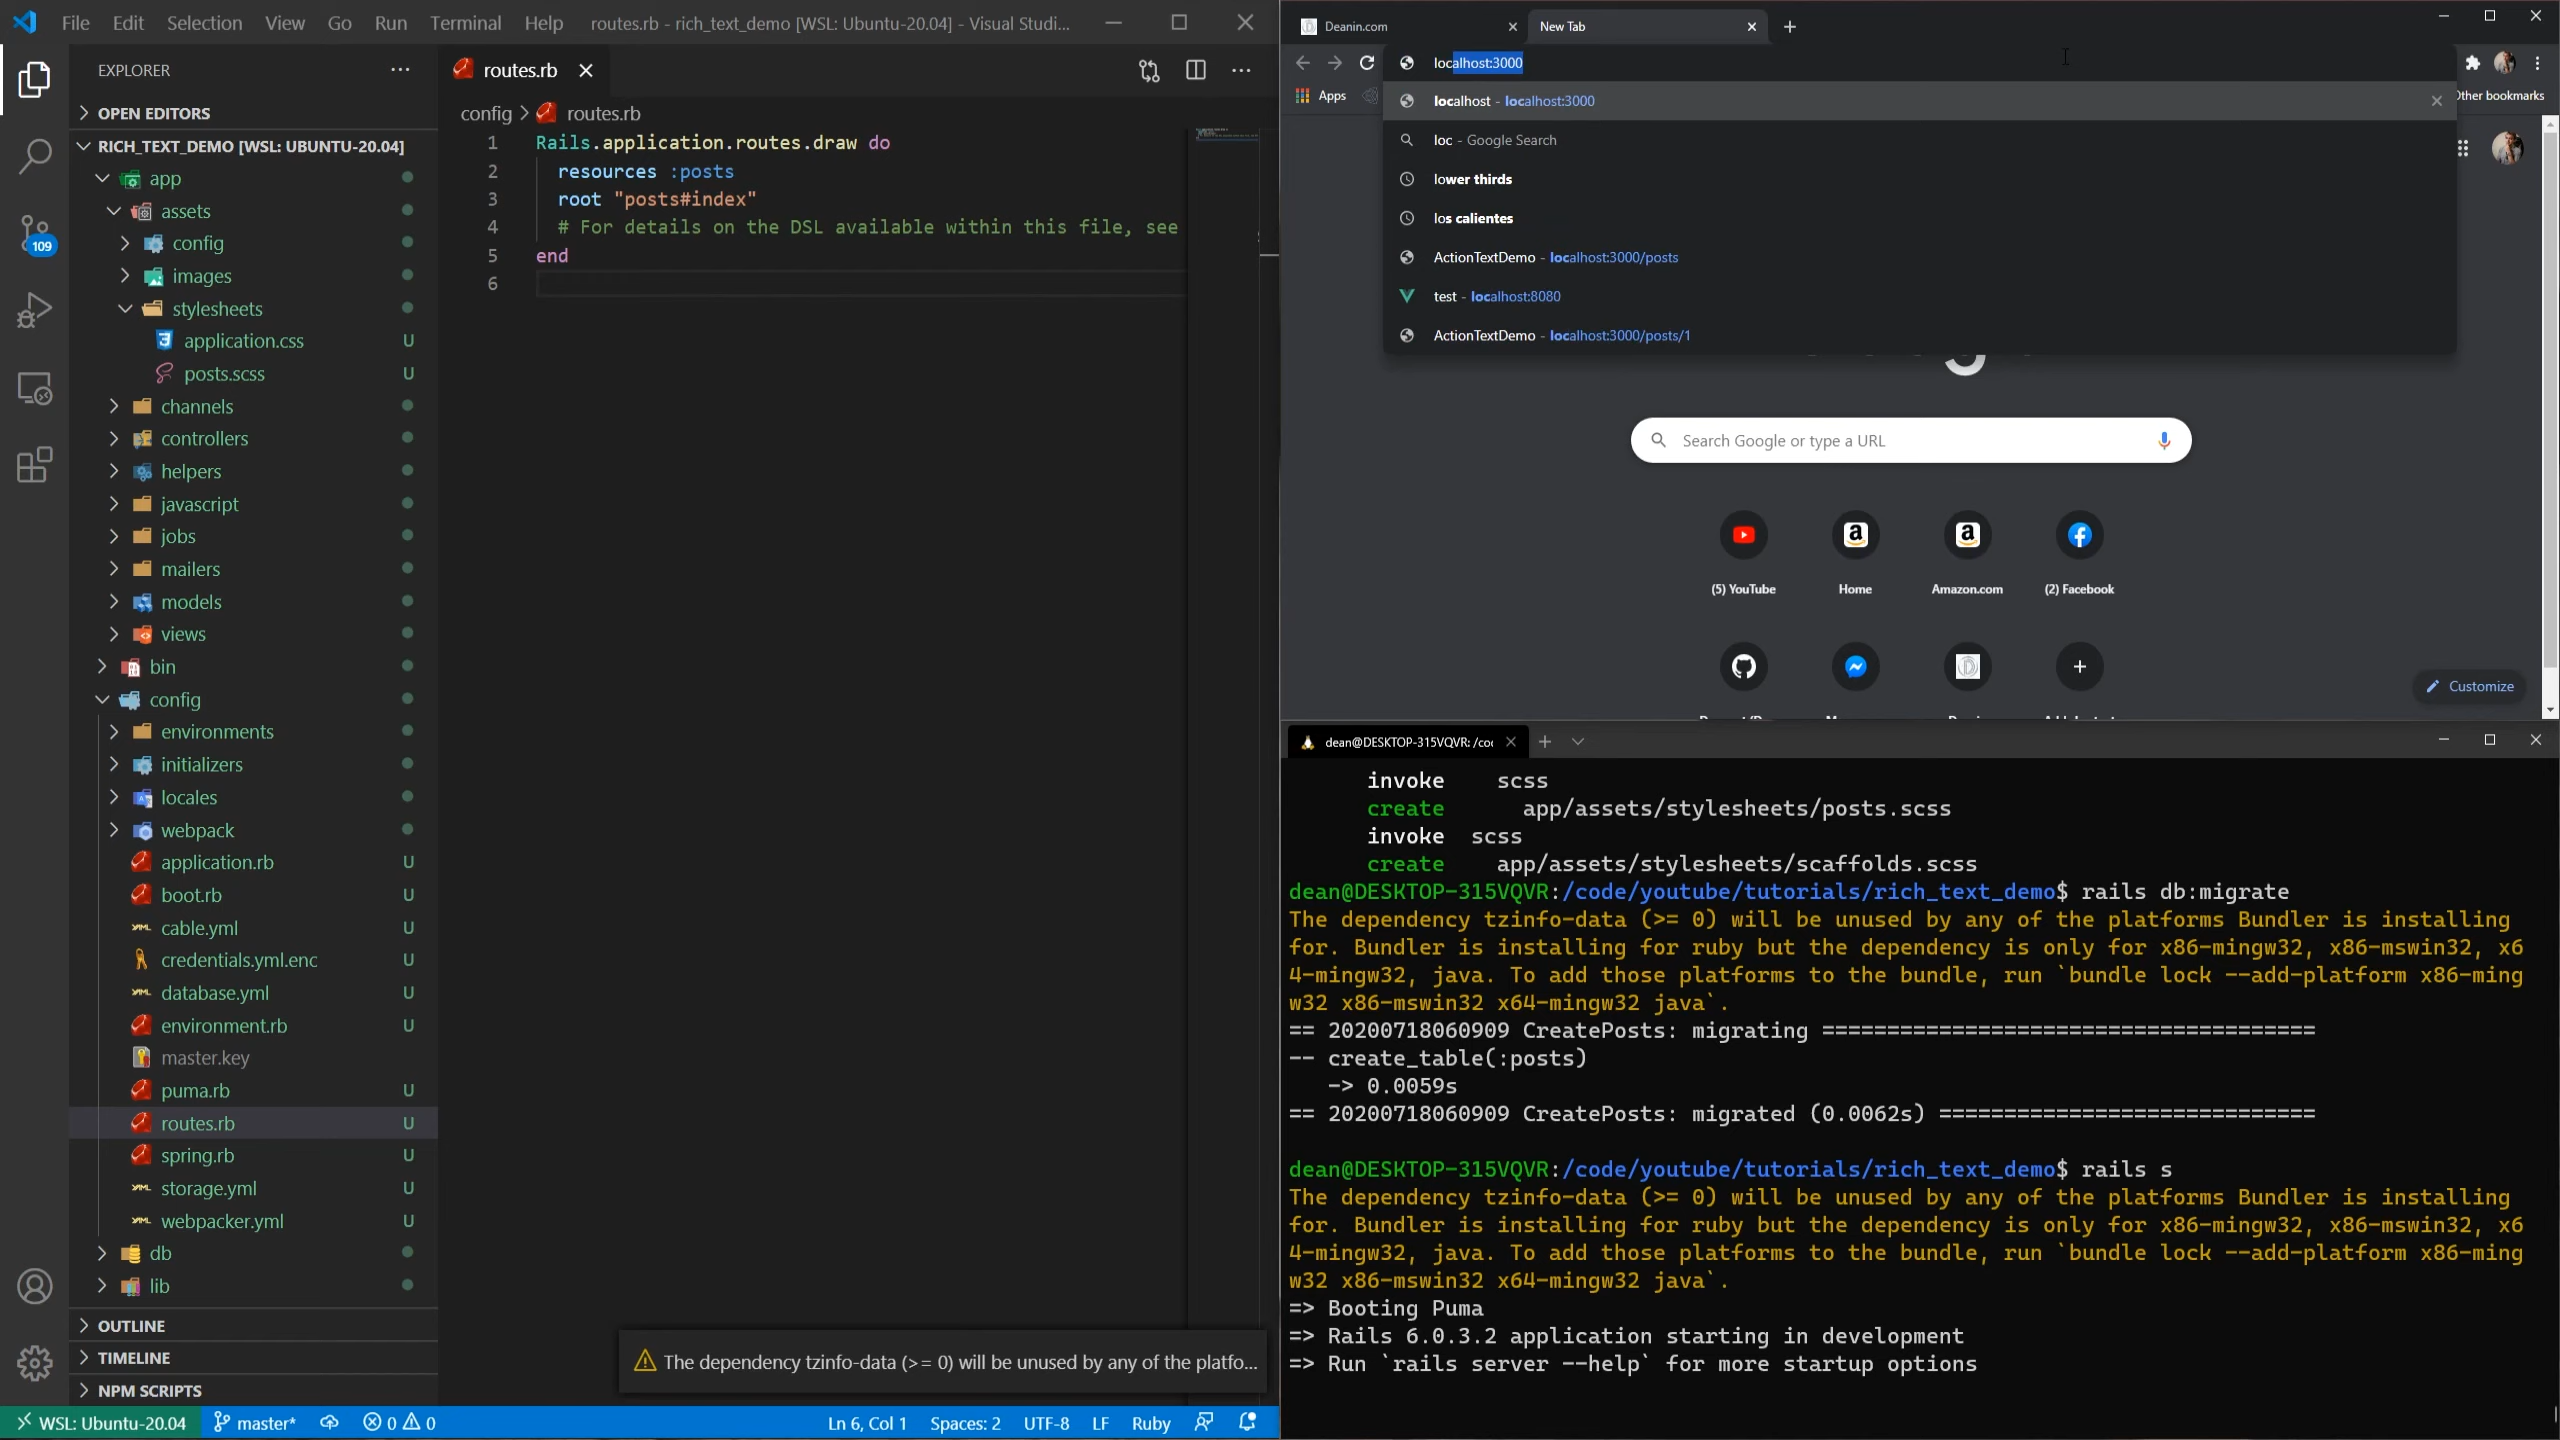 File Edit Selection View Go Run Terminal Help routes.rb - rich_text_demo [WSL: Ubuntu-20.04] - Visual Studi...
EXPLORER
OPEN EDITORS
RICH_TEXT_DEMO [WSL: UBUNTU-20.04]
app
assets
config
images
stylesheets
application.css U
posts.scss U
channels
controllers
helpers
javascript
jobs
mailers
models
views
bin
config
environments
initializers
locales
webpack
application.rb U
boot.rb U
cable.yml U
credentials.yml.enc U
database.yml U
environment.rb U
master.key
puma.rb U
routes.rb U
spring.rb U
storage.yml U
webpacker.yml U
db
lib
OUTLINE
TIMELINE
NPM SCRIPTS
109
routes.rb
config > routes.rb
1 Rails.application.routes.draw do
2 resources :posts
3 root "posts#index"
4 # For details on the DSL available within this file, see
5 end
6
The dependency tzinfo-data (>= 0) will be unused by any of the platfo...
WSL: Ubuntu-20.04 master* 0 0 Ln 6, Col 1 Spaces: 2 UTF-8 LF Ruby
Deanin.com New Tab
localhost:3000
Apps
Other bookmarks
localhost - localhost:3000
loc - Google Search
lower thirds
los calientes
ActionTextDemo - localhost:3000/posts
test - localhost:8080
ActionTextDemo - localhost:3000/posts/1
Search Google or type a URL
(5) YouTube Home Amazon.com (2) Facebook
Customize
dean@DESKTOP-315VQVR: /co
invoke scss
create app/assets/stylesheets/posts.scss
invoke scss
create app/assets/stylesheets/scaffolds.scss
dean@DESKTOP-315VQVR:/code/youtube/tutorials/rich_text_demo$ rails db:migrate
The dependency tzinfo-data (>= 0) will be unused by any of the platforms Bundler is installing
for. Bundler is installing for ruby but the dependency is only for x86-mingw32, x86-mswin32, x6
4-mingw32, java. To add those platforms to the bundle, run `bundle lock --add-platform x86-ming
w32 x86-mswin32 x64-mingw32 java`.
== 20200718060909 CreatePosts: migrating ======================================
-- create_table(:posts)
-> 0.0059s
== 20200718060909 CreatePosts: migrated (0.0062s) =============================
dean@DESKTOP-315VQVR:/code/youtube/tutorials/rich_text_demo$ rails s
The dependency tzinfo-data (>= 0) will be unused by any of the platforms Bundler is installing
for. Bundler is installing for ruby but the dependency is only for x86-mingw32, x86-mswin32, x6
4-mingw32, java. To add those platforms to the bundle, run `bundle lock --add-platform x86-ming
w32 x86-mswin32 x64-mingw32 java`.
=> Booting Puma
=> Rails 6.0.3.2 application starting in development
=> Run `rails server --help` for more startup options